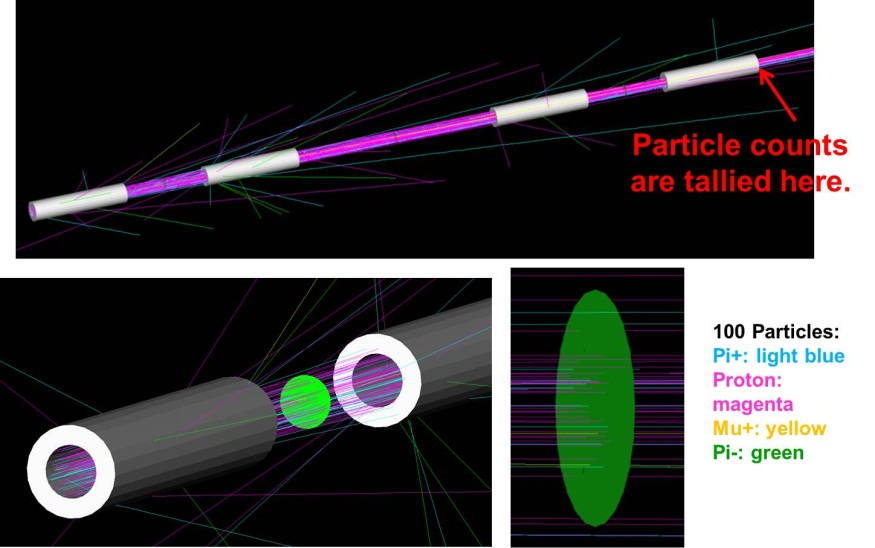 Particle counts
are tallied here.
100 Particles:
Pi+: light blue
Proton:
magenta
Mu+: yellow
Pi-: green